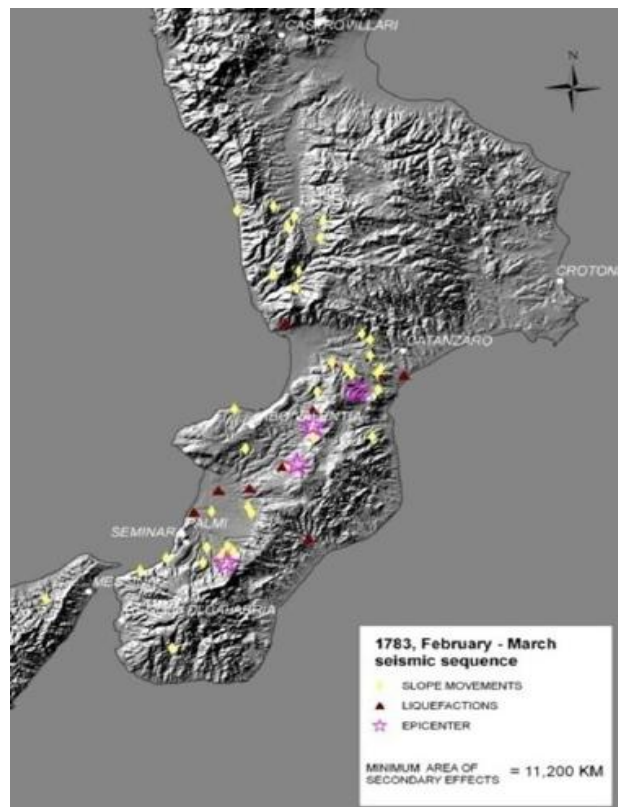 CASTROVILLARI
N
CROTONE
CATANZARO
PALMI
SEMINARA
1783, February - March
seismic sequence
SLOPE MOVEMENTS
LIQUEFACTIONS
EPICENTER
MINIMUM AREA OF
SECONDARY EFFECTS = 11,200 KM